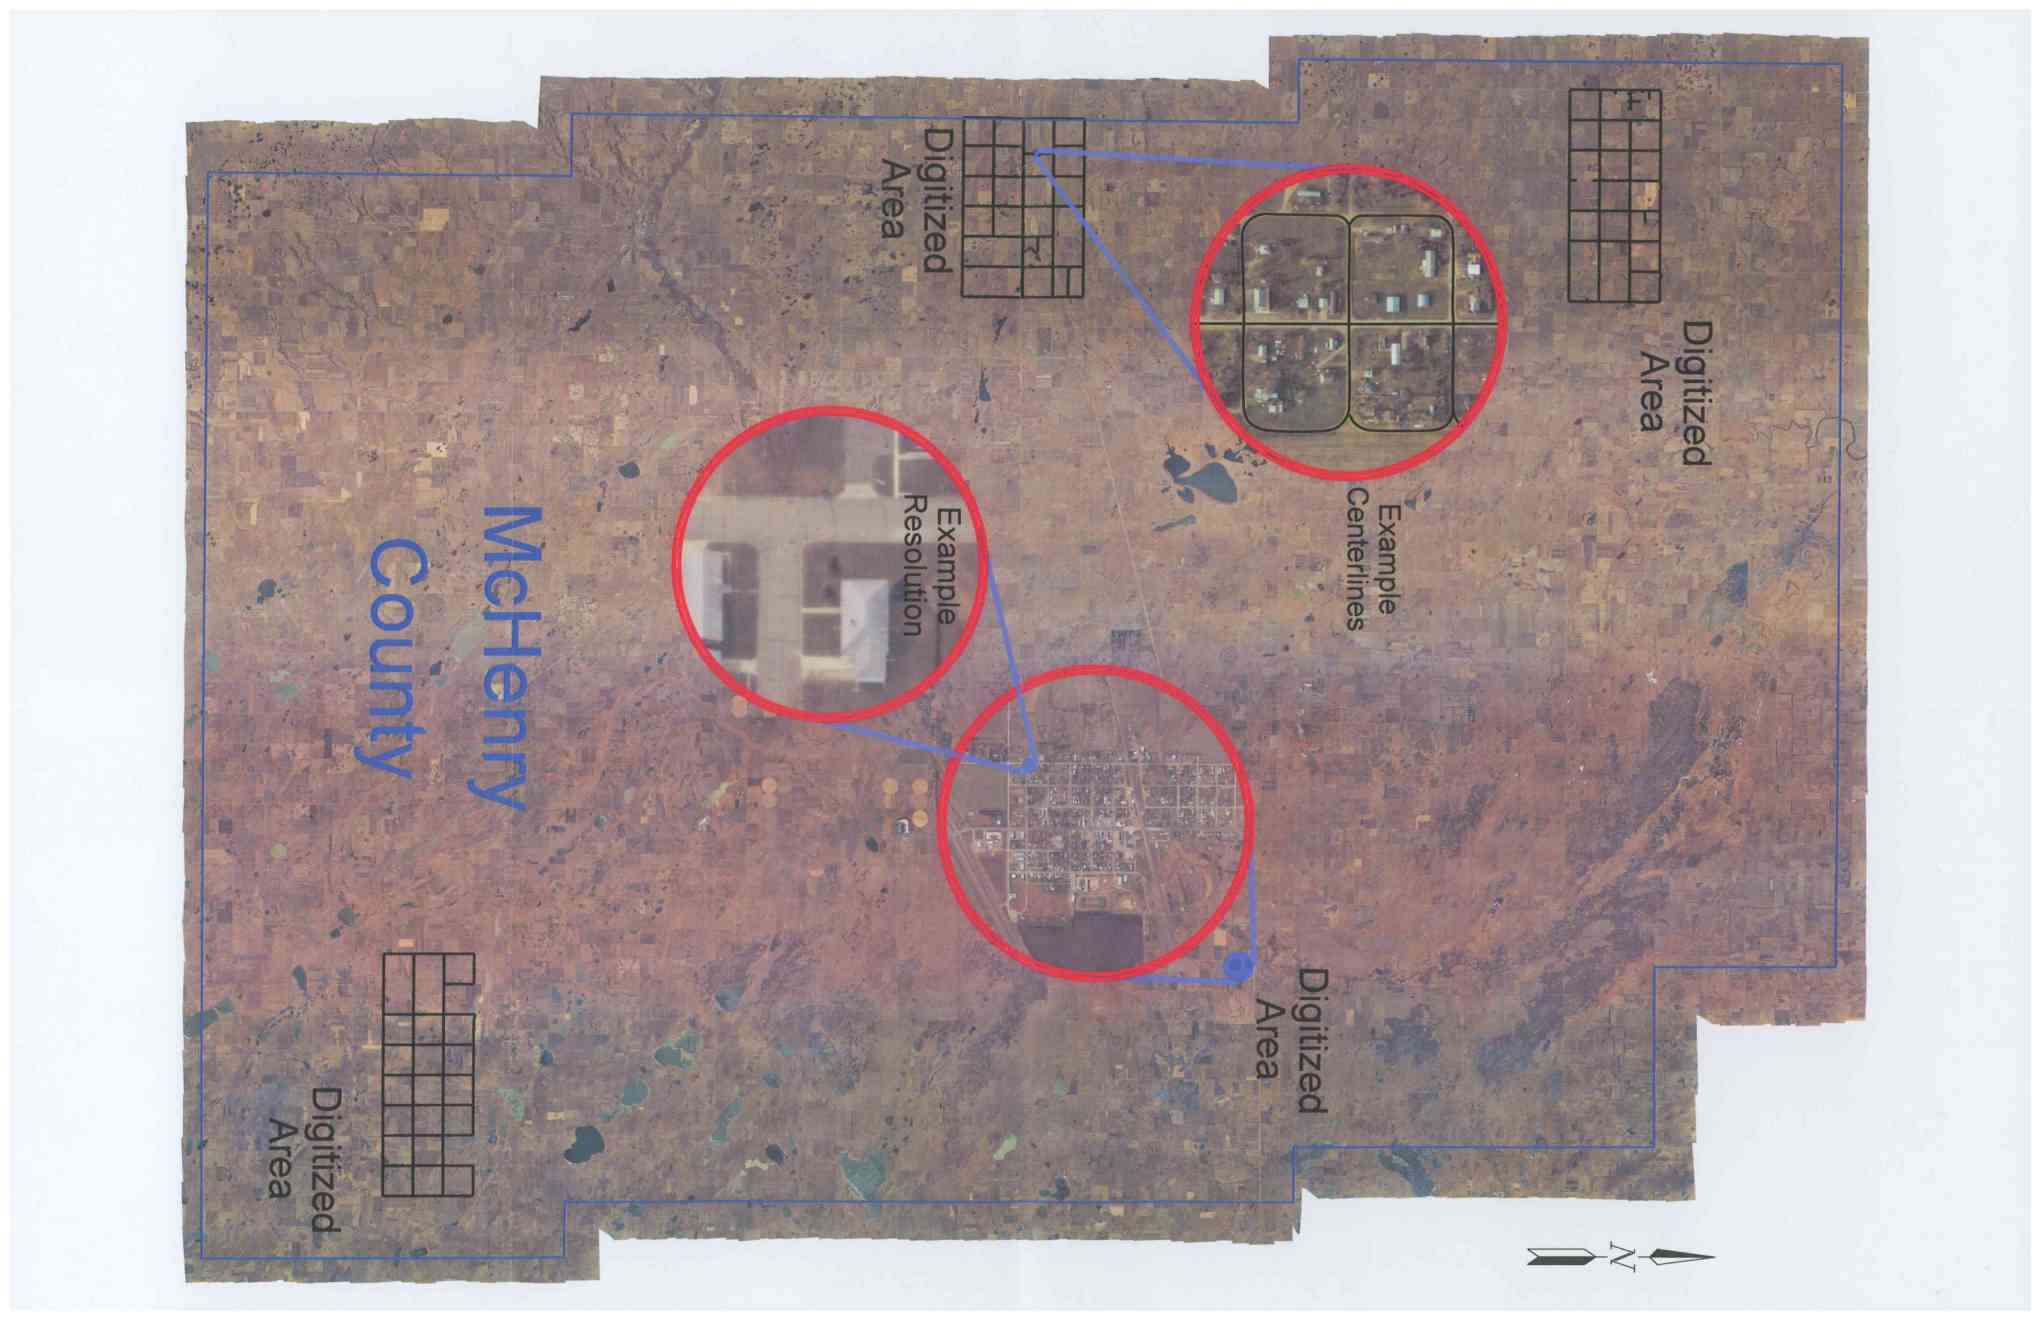 Digitized
Area
Digitized
Area
Example
Centerlines
Example
Resolution
McHenry
County
Digitized
Area
Digitized
Area
N